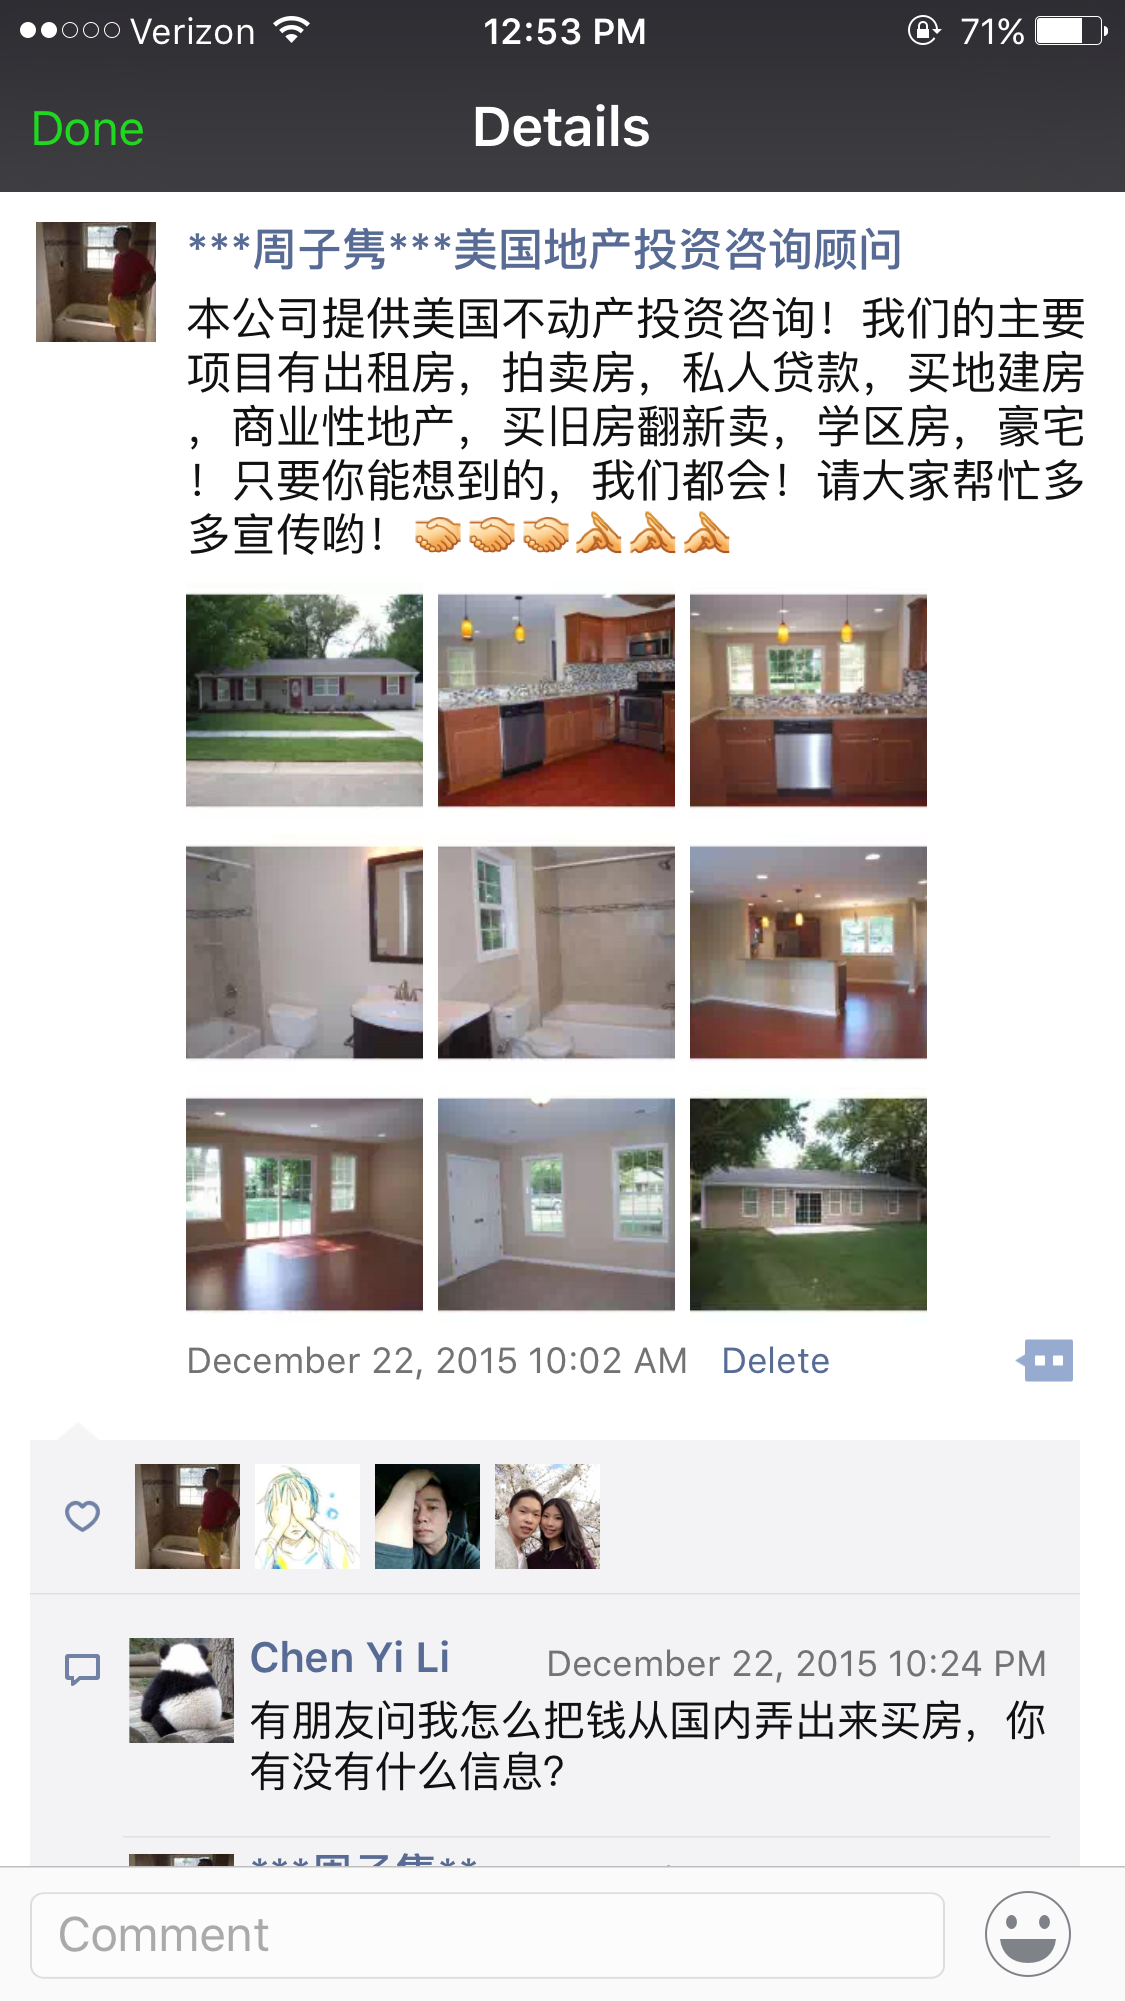 Verizon 12:53 PM 71%
Done Details
***周子隽***美国地产投资咨询顾问
本公司提供美国不动产投资咨询！我们的主要
项目有出租房，拍卖房，私人贷款，买地建房
，商业性地产，买旧房翻新卖，学区房，豪宅
！只要你能想到的，我们都会！请大家帮忙多
多宣传哟！🤝🤝🤝✍️✍️✍️
December 22, 2015 10:02 AM Delete
Chen Yi Li December 22, 2015 10:24 PM
有朋友问我怎么把钱从国内弄出来买房，你
有没有什么信息?
***周子隽**
Comment